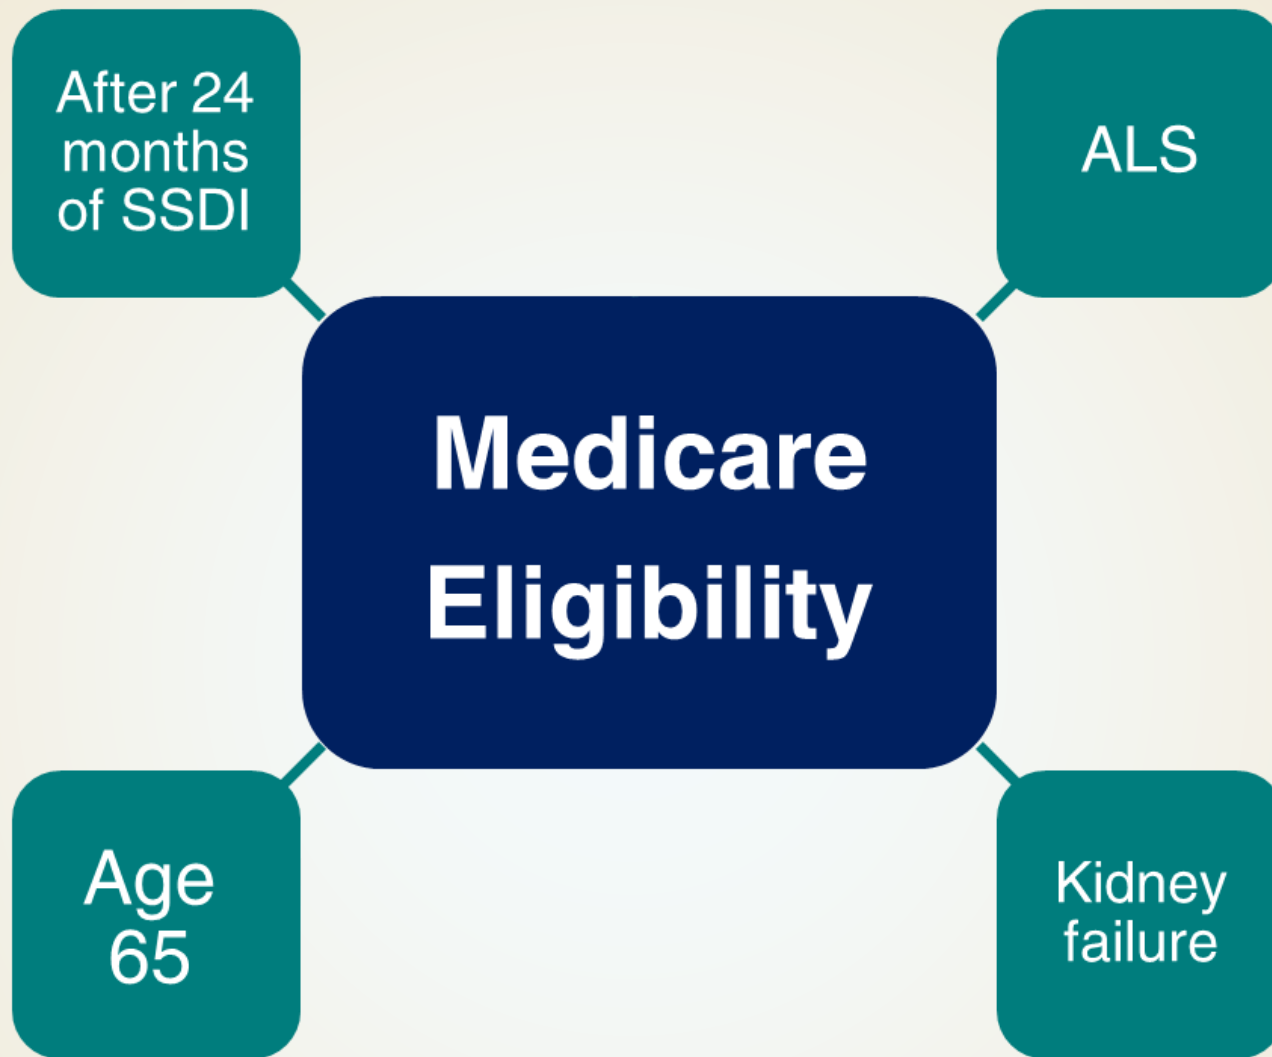 After 24
months
of SSDI
ALS
Medicare
Eligibility
Age
65
Kidney
failure